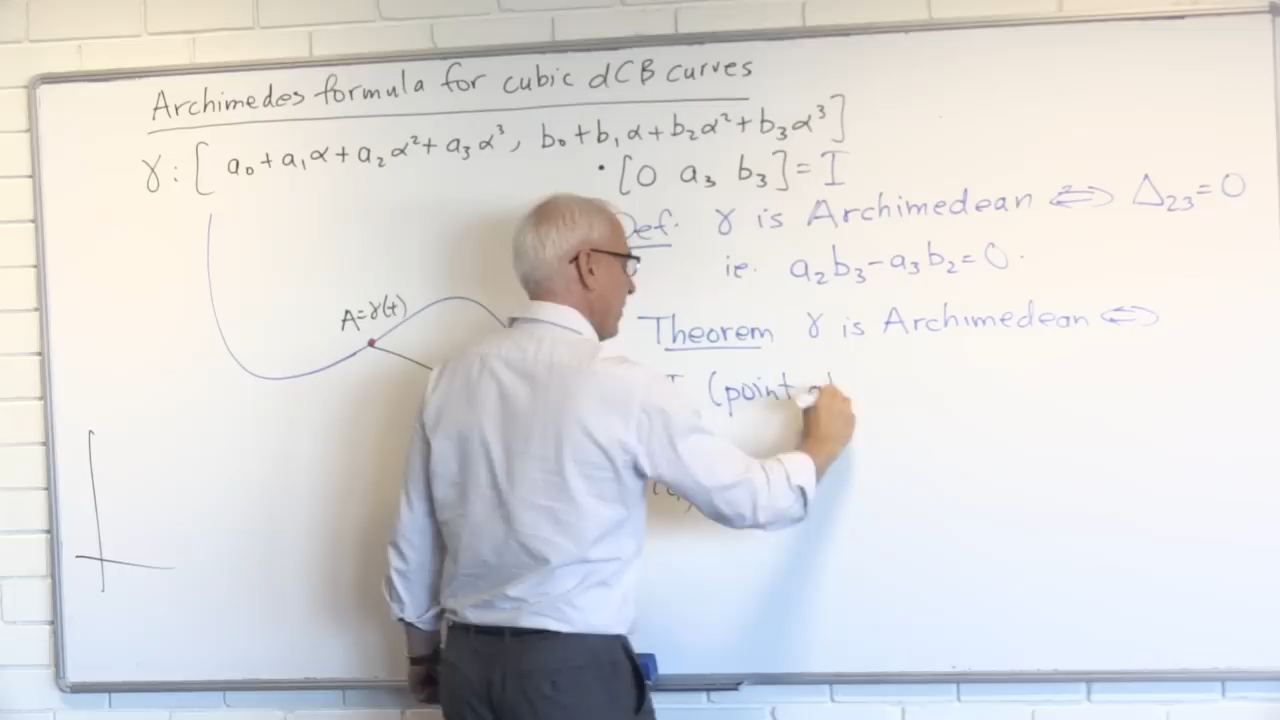 Archimedes formula for cubic dCB curves
γ : [ a₀+a₁α+a₂α²+a₃α³, b₀+b₁α+b₂α²+b₃α³]
• [0 a₃ b₃]=I
Def: γ is Archimedean ⇔ Δ₂₃=0
ie. a₂b₃-a₃b₂=0.
A=γ(t)
Theorem γ is Archimedean ⇔
I (point